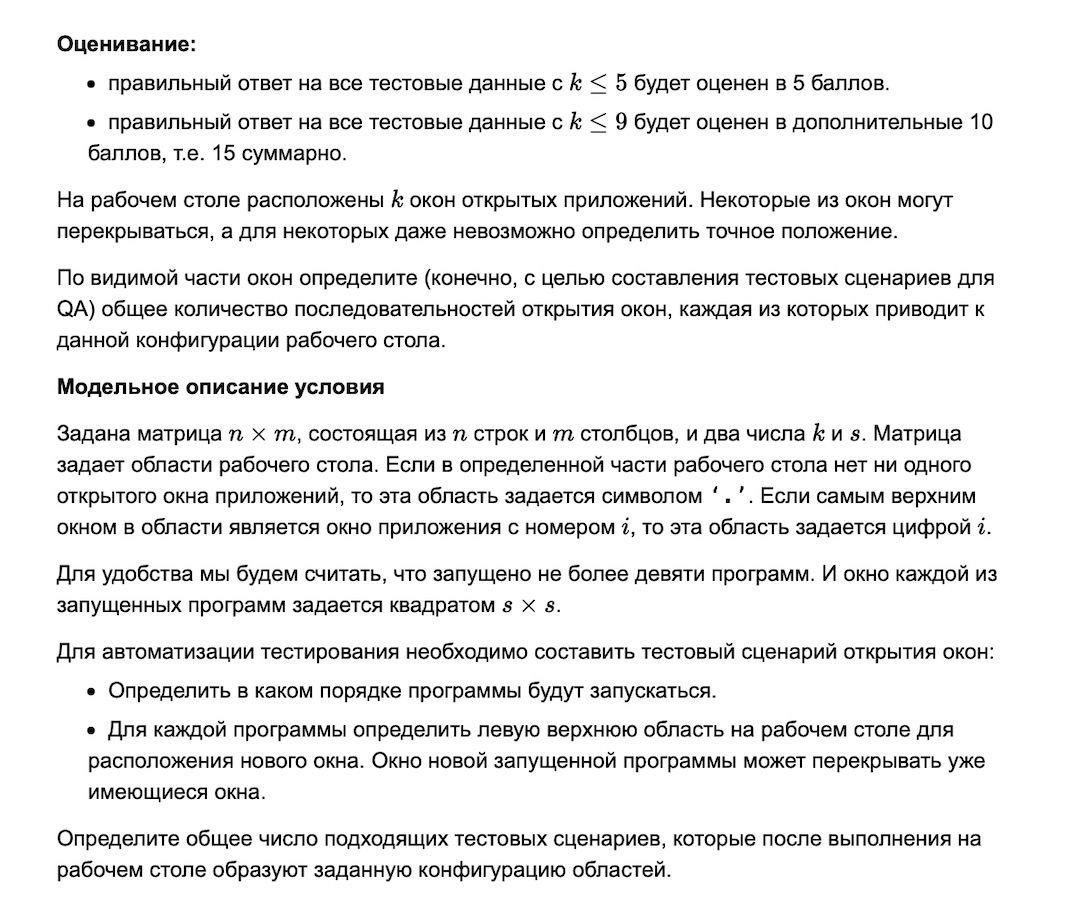 Оценивание:
• правильный ответ на все тестовые данные с k ≤ 5 будет оценен в 5 баллов.
• правильный ответ на все тестовые данные с k ≤ 9 будет оценен в дополнительные 10
баллов, т.е. 15 суммарно.
На рабочем столе расположены k окон открытых приложений. Некоторые из окон могут
перекрываться, а для некоторых даже невозможно определить точное положение.
По видимой части окон определите (конечно, с целью составления тестовых сценариев для
QA) общее количество последовательностей открытия окон, каждая из которых приводит к
данной конфигурации рабочего стола.
Модельное описание условия
Задана матрица n × m, состоящая из n строк и m столбцов, и два числа k и s. Матрица
задает области рабочего стола. Если в определенной части рабочего стола нет ни одного
открытого окна приложений, то эта область задается символом ‘.’. Если самым верхним
окном в области является окно приложения с номером i, то эта область задается цифрой i.
Для удобства мы будем считать, что запущено не более девяти программ. И окно каждой из
запущенных программ задается квадратом s × s.
Для автоматизации тестирования необходимо составить тестовый сценарий открытия окон:
• Определить в каком порядке программы будут запускаться.
• Для каждой программы определить левую верхнюю область на рабочем столе для
расположения нового окна. Окно новой запущенной программы может перекрывать уже
имеющиеся окна.
Определите общее число подходящих тестовых сценариев, которые после выполнения на
рабочем столе образуют заданную конфигурацию областей.